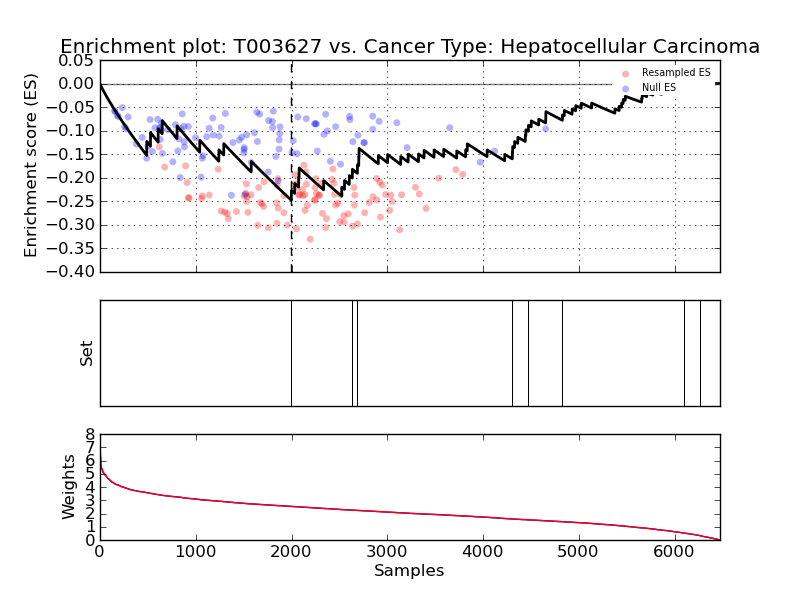 Enrichment plot: T003627 vs. Cancer Type: Hepatocellular Carcinoma
Enrichment score (ES)
0.05
0.00
−0.05
−0.10
−0.15
−0.20
−0.25
−0.30
−0.35
−0.40
Resampled ES
Null ES
Set
Weights
8
7
6
5
4
3
2
1
0
0 1000 2000 3000 4000 5000 6000
Samples